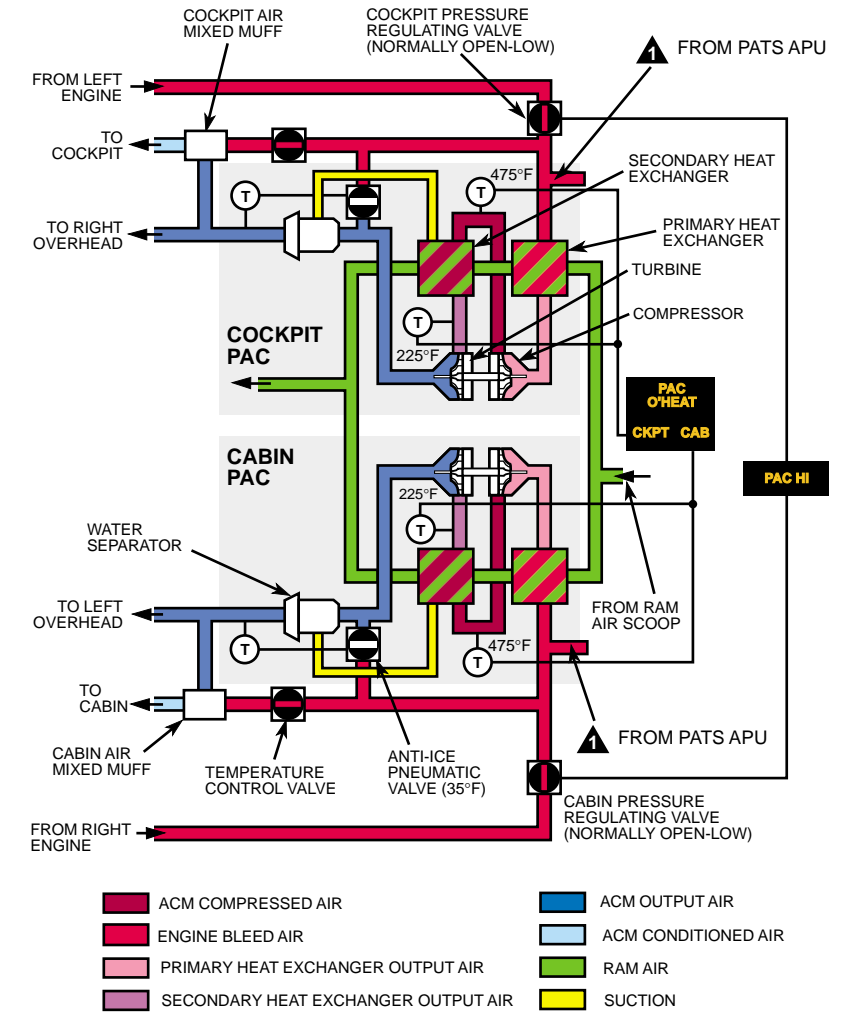 COCKPIT AIR
MIXED MUFF
COCKPIT PRESSURE
REGULATING VALVE
(NORMALLY OPEN-LOW)
1 FROM PATS APU
FROM LEFT
ENGINE
TO
COCKPIT
475°F
SECONDARY HEAT
EXCHANGER
T
T
TO RIGHT
OVERHEAD
PRIMARY HEAT
EXCHANGER
TURBINE
T
COMPRESSOR
COCKPIT
PAC
225°F
PAC
O'HEAT
CKPT CAB
CABIN
PAC
PAC HI
225°F
T
WATER
SEPARATOR
TO LEFT
OVERHEAD
FROM RAM
AIR SCOOP
T
475°F
T
TO
CABIN
1 FROM PATS APU
CABIN AIR
MIXED MUFF
TEMPERATURE
CONTROL VALVE
ANTI-ICE
PNEUMATIC
VALVE (35°F)
CABIN PRESSURE
REGULATING VALVE
(NORMALLY OPEN-LOW)
FROM RIGHT
ENGINE
ACM COMPRESSED AIR
ENGINE BLEED AIR
PRIMARY HEAT EXCHANGER OUTPUT AIR
SECONDARY HEAT EXCHANGER OUTPUT AIR
ACM OUTPUT AIR
ACM CONDITIONED AIR
RAM AIR
SUCTION